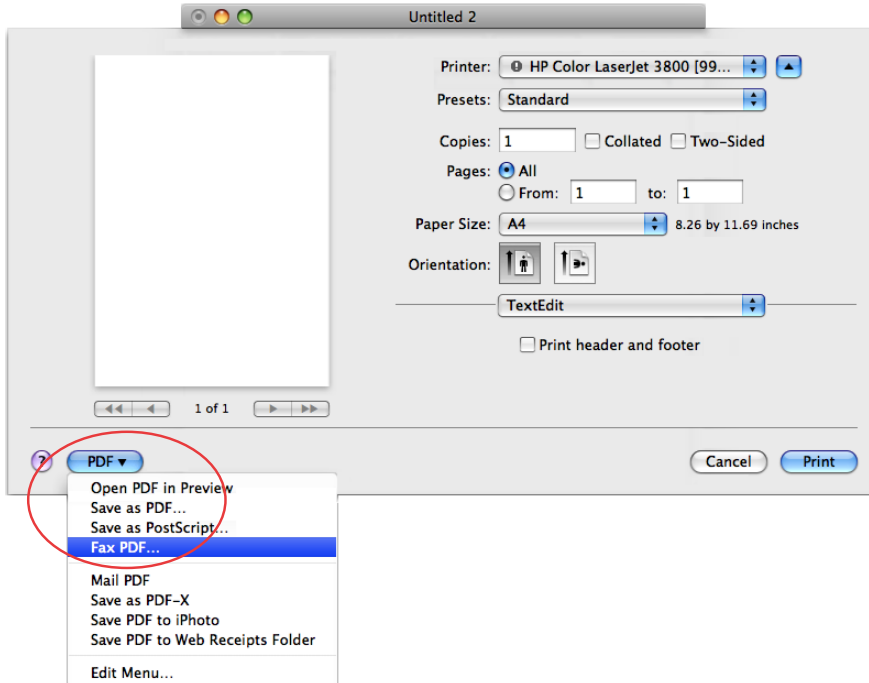 Untitled 2
Printer: HP Color LaserJet 3800 [99...
Presets: Standard
Copies: 1 Collated Two-Sided
Pages: All
From: 1 to: 1
Paper Size: A4 8.26 by 11.69 inches
Orientation:
TextEdit
Print header and footer
1 of 1
? PDF ▼ Cancel Print
Open PDF in Preview
Save as PDF...
Save as PostScript...
Fax PDF...
Mail PDF
Save as PDF-X
Save PDF to iPhoto
Save PDF to Web Receipts Folder
Edit Menu...